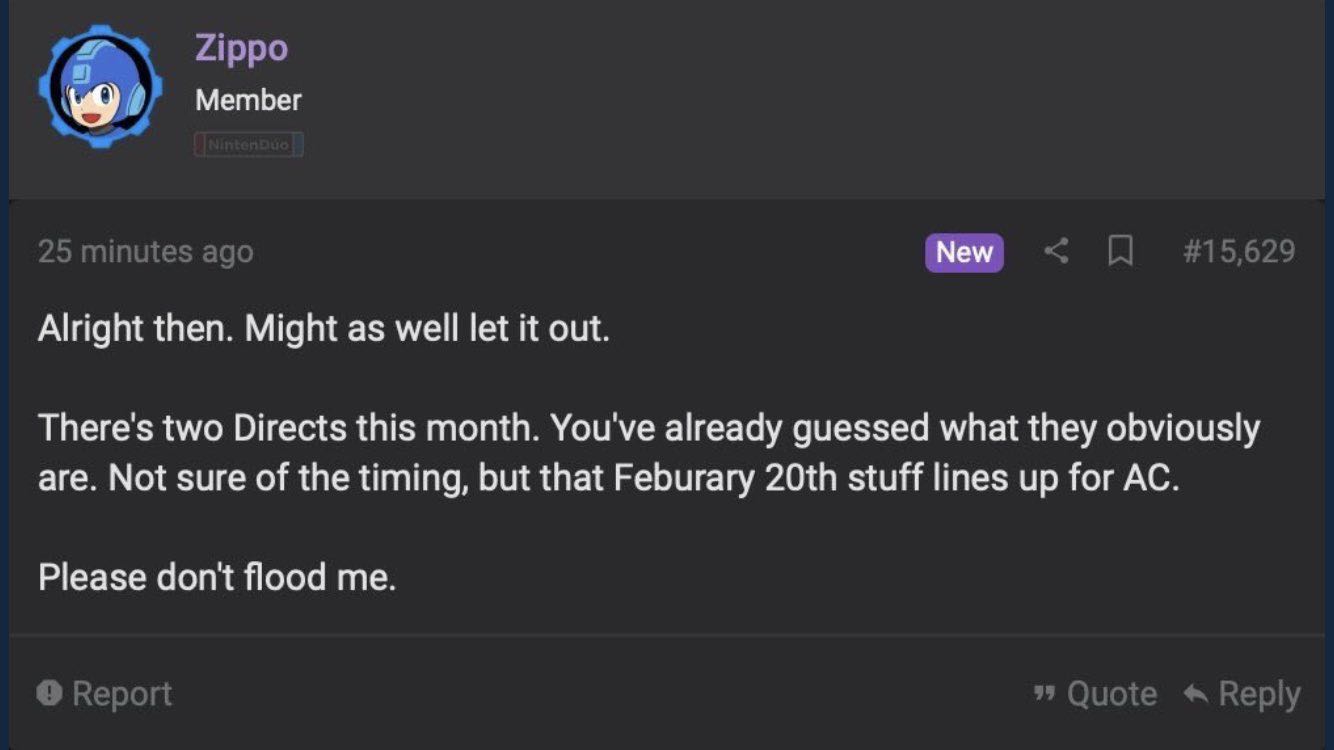 Zippo
Member
NintenDúo
25 minutes ago
New
#15,629
Alright then. Might as well let it out.
There's two Directs this month. You've already guessed what they obviously
are. Not sure of the timing, but that Feburary 20th stuff lines up for AC.
Please don't flood me.
Report
Quote
Reply